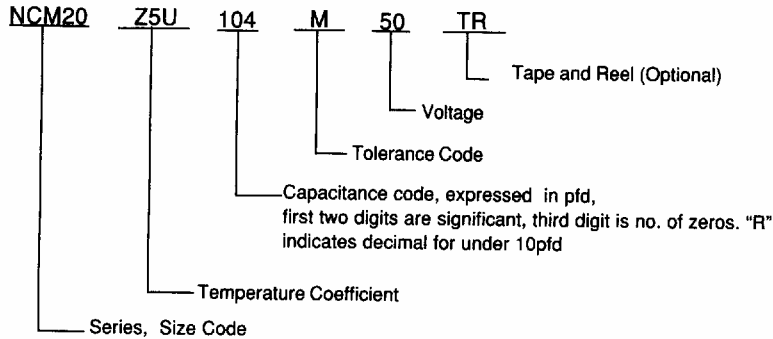 NCM20 Z5U 104 M 50 TR
Tape and Reel (Optional)
Voltage
Tolerance Code
Capacitance code, expressed in pfd,
first two digits are significant, third digit is no. of zeros. "R"
indicates decimal for under 10pfd
Temperature Coefficient
Series, Size Code